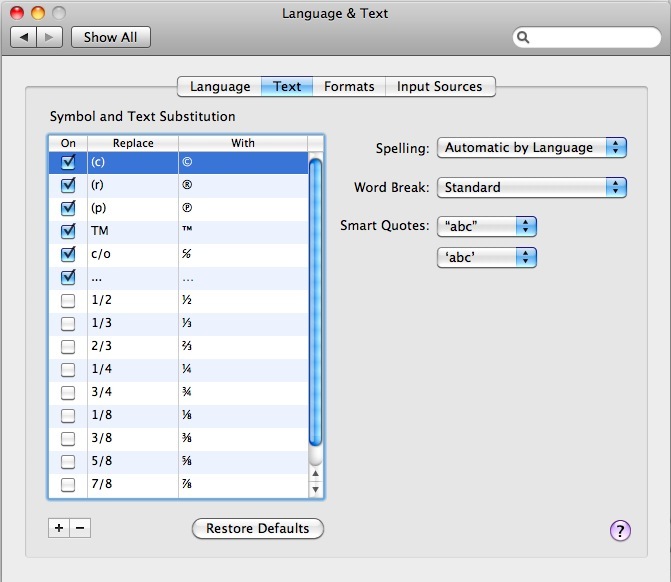 Language & Text
Show All
Language Text Formats Input Sources
Symbol and Text Substitution
On Replace With
(c) ©
(r) ®
(p) ℗
TM ™
c/o ℅
... …
1/2 ½
1/3 ⅓
2/3 ⅔
1/4 ¼
3/4 ¾
1/8 ⅛
3/8 ⅜
5/8 ⅝
7/8 ⅞
Spelling: Automatic by Language
Word Break: Standard
Smart Quotes: “abc”
‘abc’
+ −
Restore Defaults
?